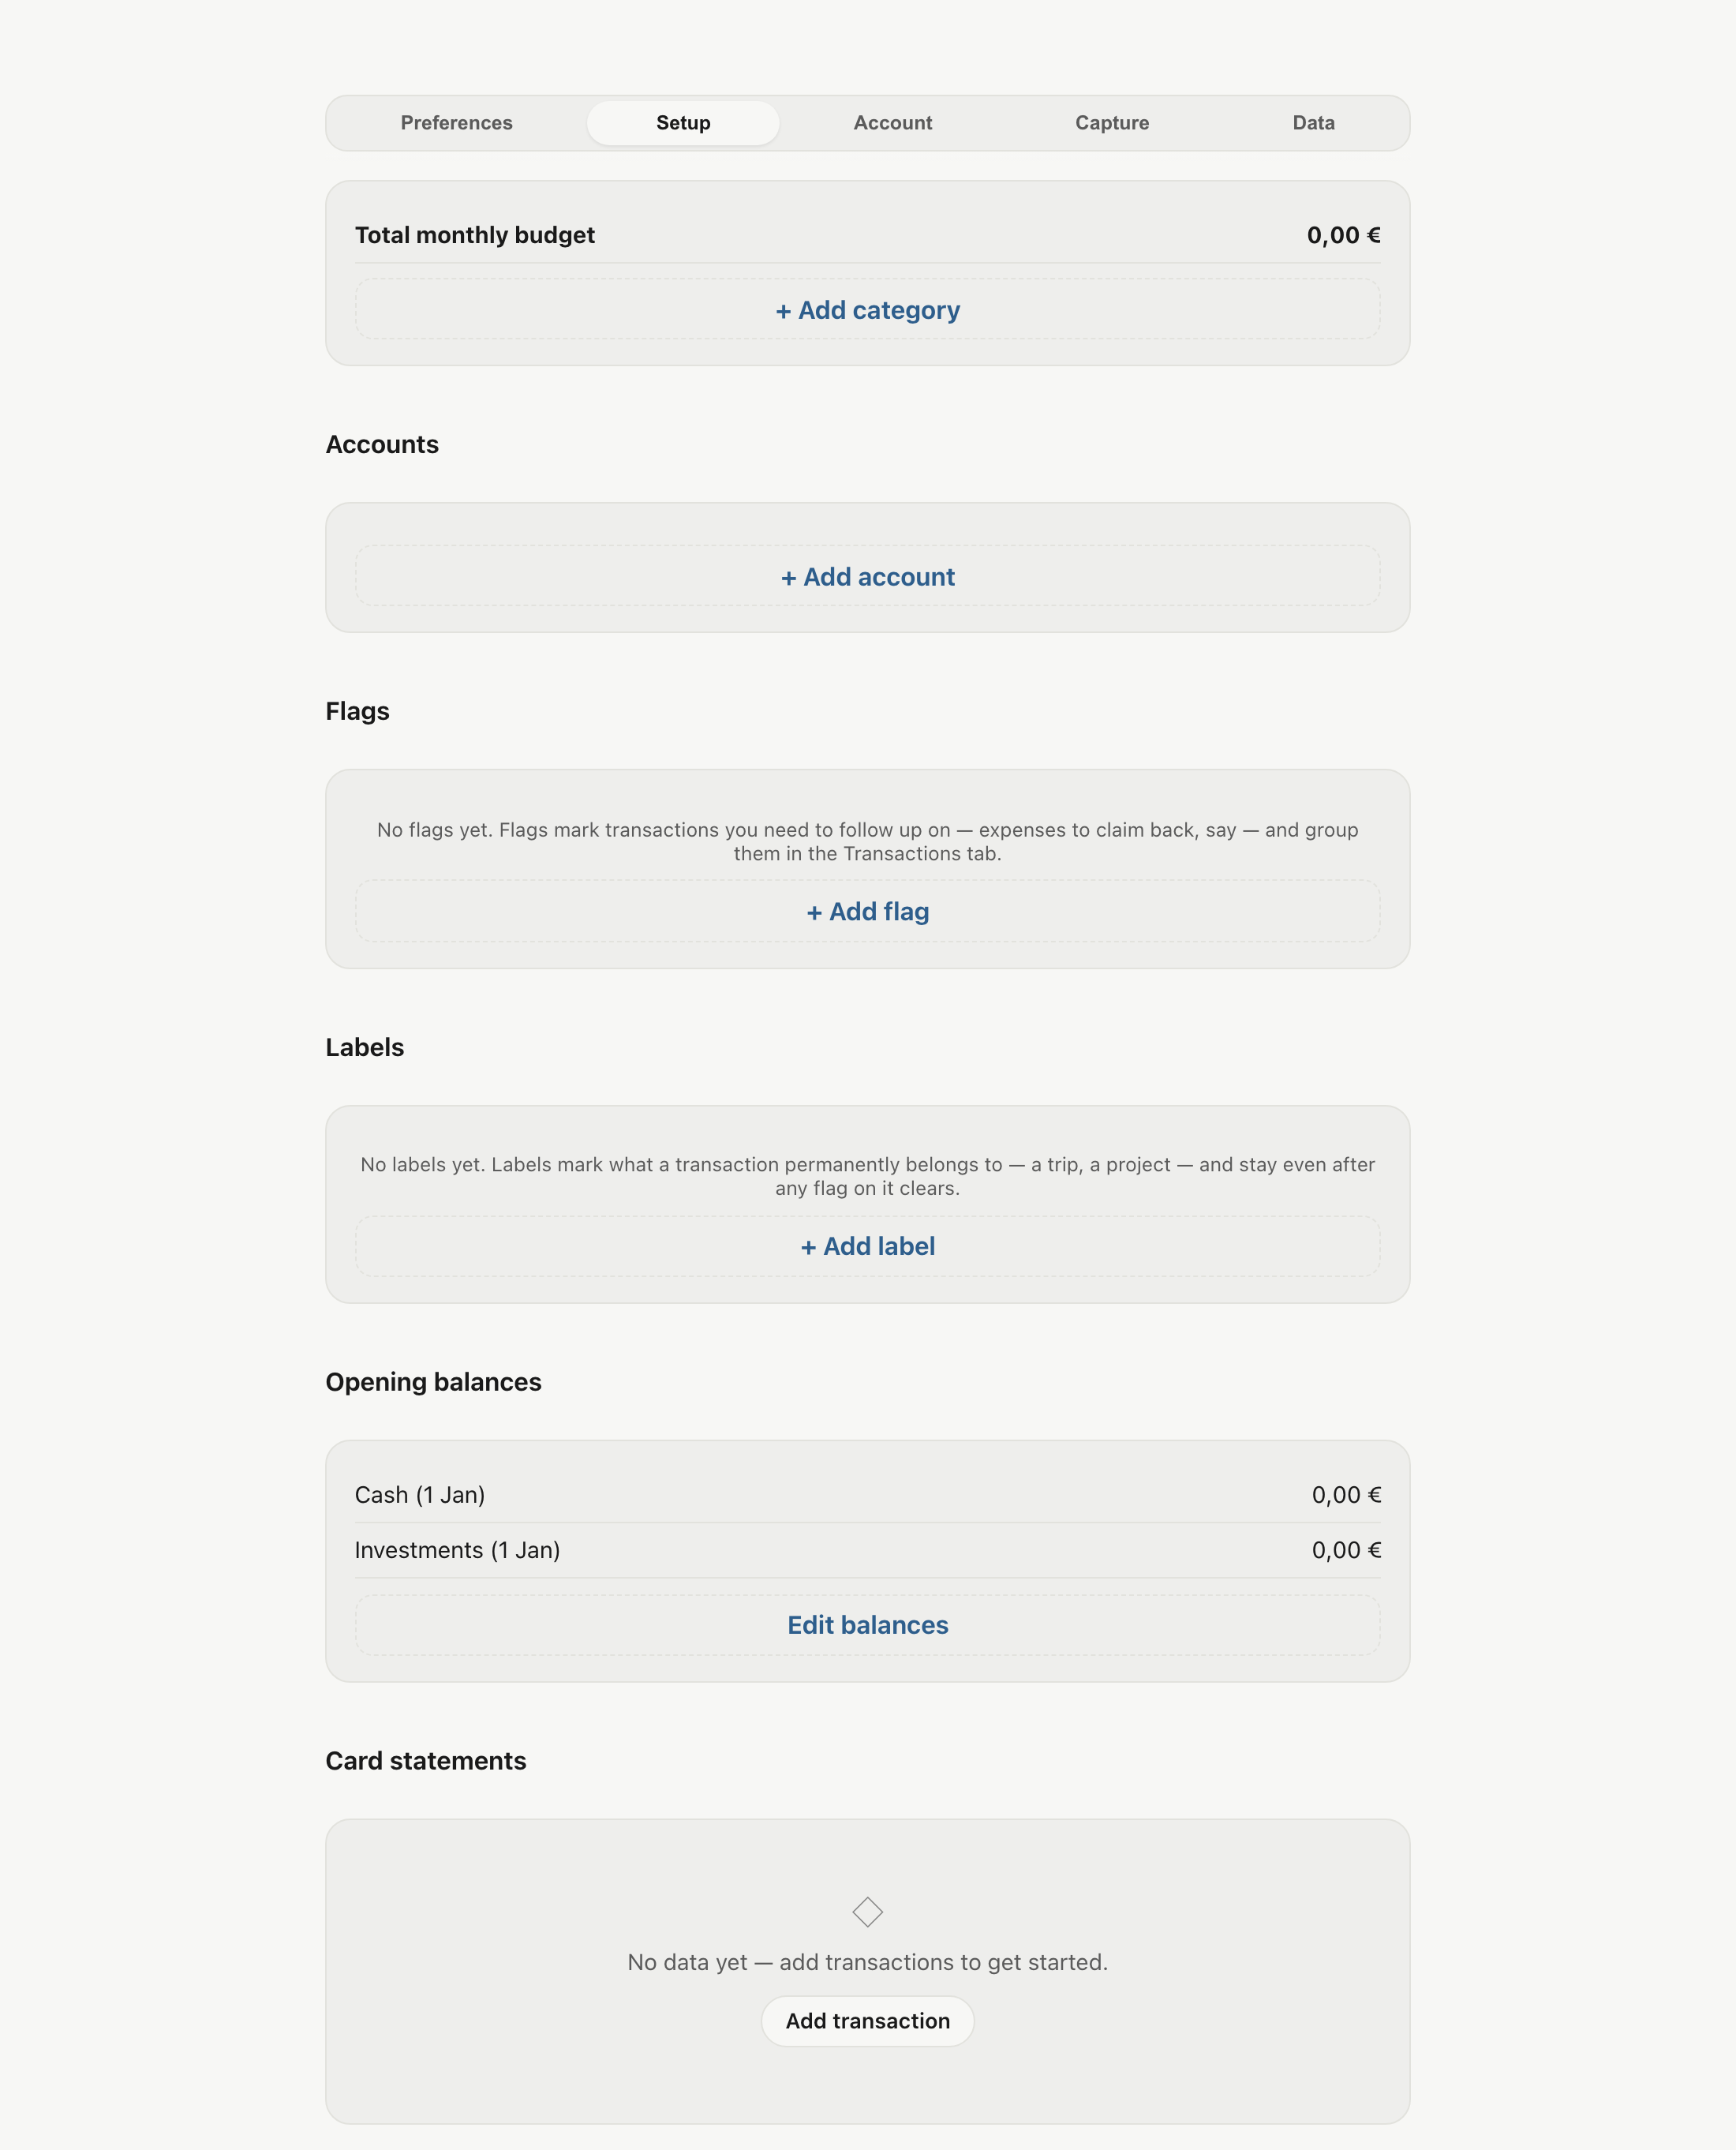 Preferences
Setup
Account
Capture
Data
Total monthly budget 0,00 €
+ Add category
Accounts
+ Add account
Flags
No flags yet. Flags mark transactions you need to follow up on — expenses to claim back, say — and group
them in the Transactions tab.
+ Add flag
Labels
No labels yet. Labels mark what a transaction permanently belongs to — a trip, a project — and stay even after
any flag on it clears.
+ Add label
Opening balances
Cash (1 Jan) 0,00 €
Investments (1 Jan) 0,00 €
Edit balances
Card statements
No data yet — add transactions to get started.
Add transaction